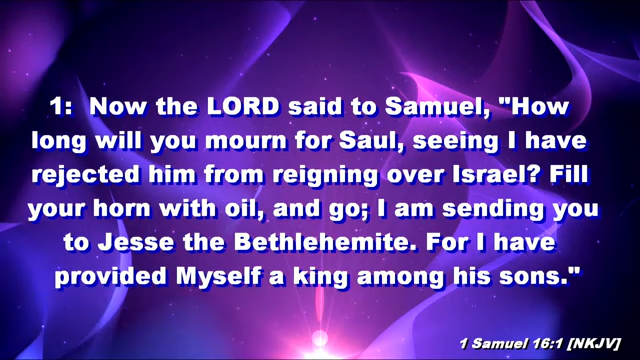 1:  Now the LORD said to Samuel, "How
long will you mourn for Saul, seeing I have
rejected him from reigning over Israel? Fill
your horn with oil, and go; I am sending you
to Jesse the Bethlehemite. For I have
provided Myself a king among his sons."
1 Samuel 16:1 [NKJV]